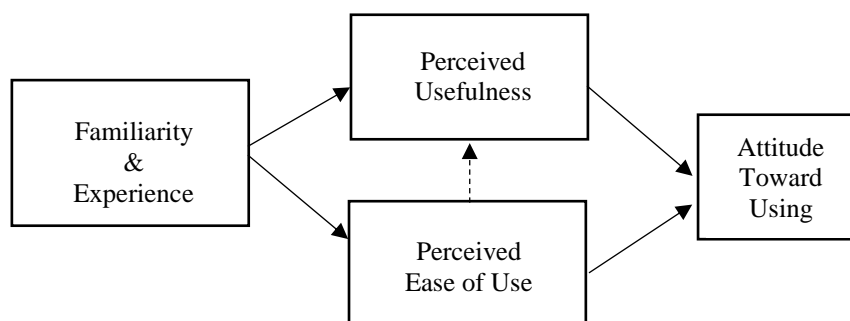 Familiarity
&
Experience
Perceived
Usefulness
Perceived
Ease of Use
Attitude
Toward
Using